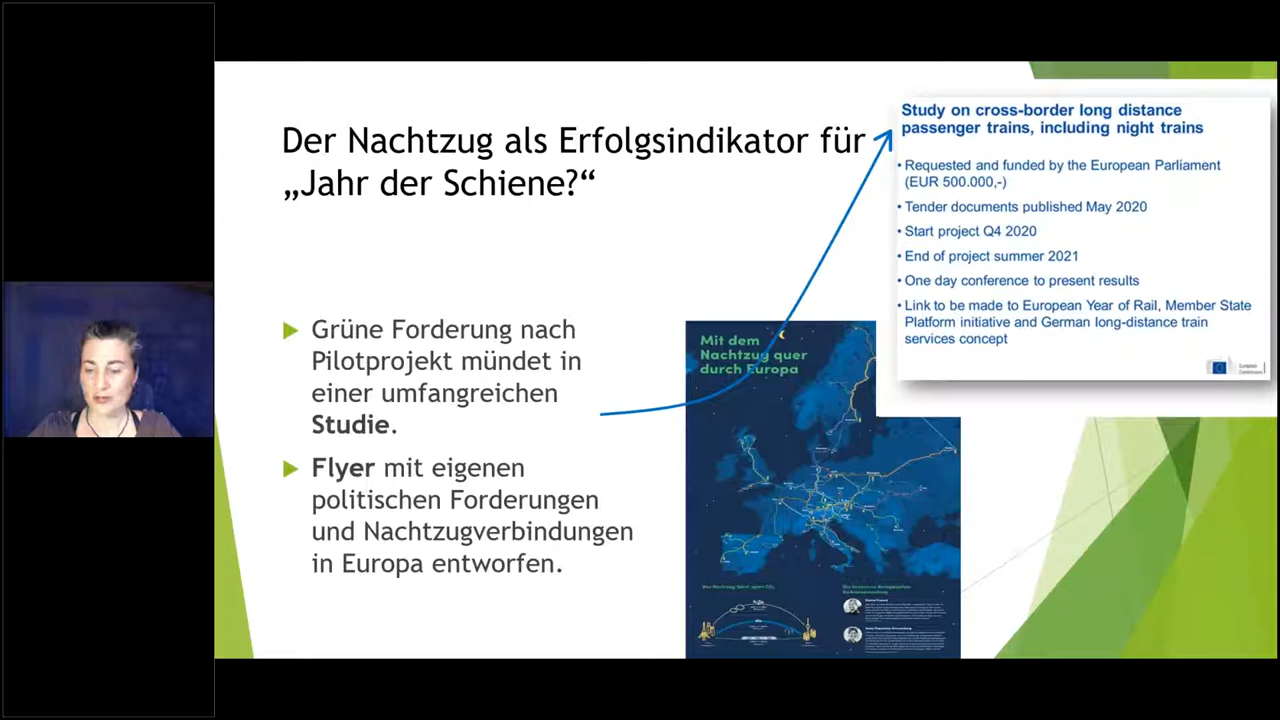 Der Nachtzug als Erfolgsindikator für
„Jahr der Schiene?“
Grüne Forderung nach
Pilotprojekt mündet in
einer umfangreichen
Studie.
Flyer mit eigenen
politischen Forderungen
und Nachtzugverbindungen
in Europa entworfen.
Study on cross-border long distance
passenger trains, including night trains
• Requested and funded by the European Parliament
(EUR 500.000,-)
• Tender documents published May 2020
• Start project Q4 2020
• End of project summer 2021
• One day conference to present results
• Link to be made to European Year of Rail, Member State
Platform initiative and German long-distance train
services concept
European
Commission
Mit dem
Nachtzug quer
durch Europa